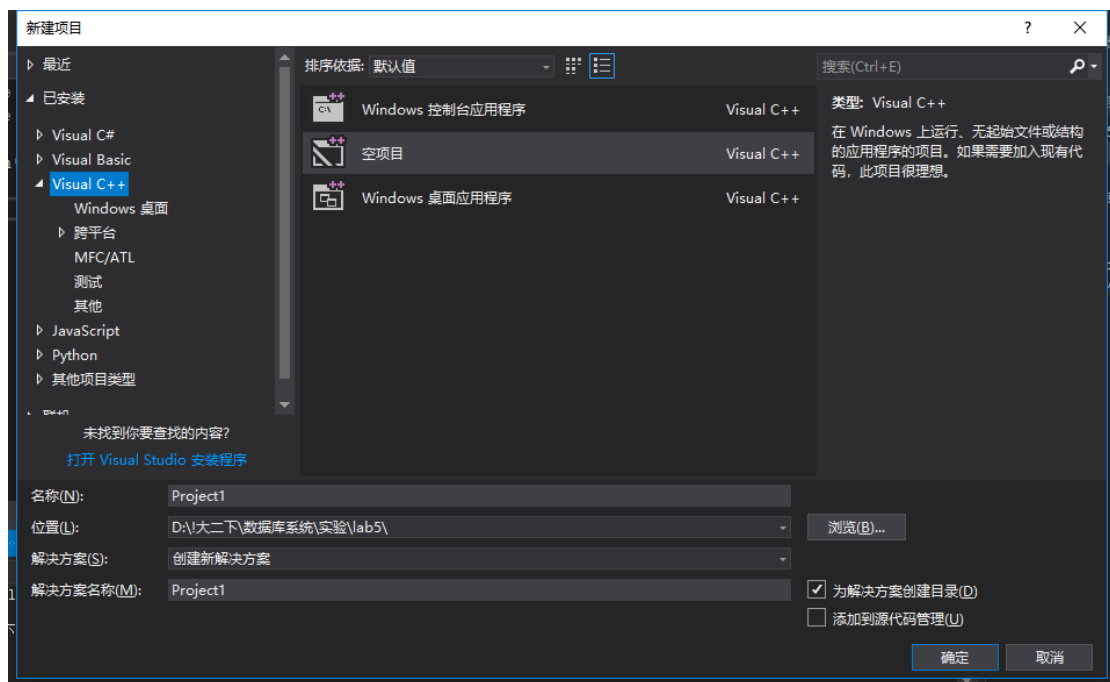 新建项目
?
最近
已安装
Visual C#
Visual Basic
Visual C++
Windows 桌面
跨平台
MFC/ATL
测试
其他
JavaScript
Python
其他项目类型
未找到你要查找的内容?
打开 Visual Studio 安装程序
排序依据: 默认值
Windows 控制台应用程序 Visual C++
空项目 Visual C++
Windows 桌面应用程序 Visual C++
搜索(Ctrl+E)
类型: Visual C++
在 Windows 上运行、无起始文件或结构
的应用程序的项目。如果需要加入现有代
码，此项目很理想。
名称(N): Project1
位置(L): D:\!大二下\数据库系统\实验\lab5\ 浏览(B)...
解决方案(S): 创建新解决方案
解决方案名称(M): Project1
为解决方案创建目录(D)
添加到源代码管理(U)
确定 取消